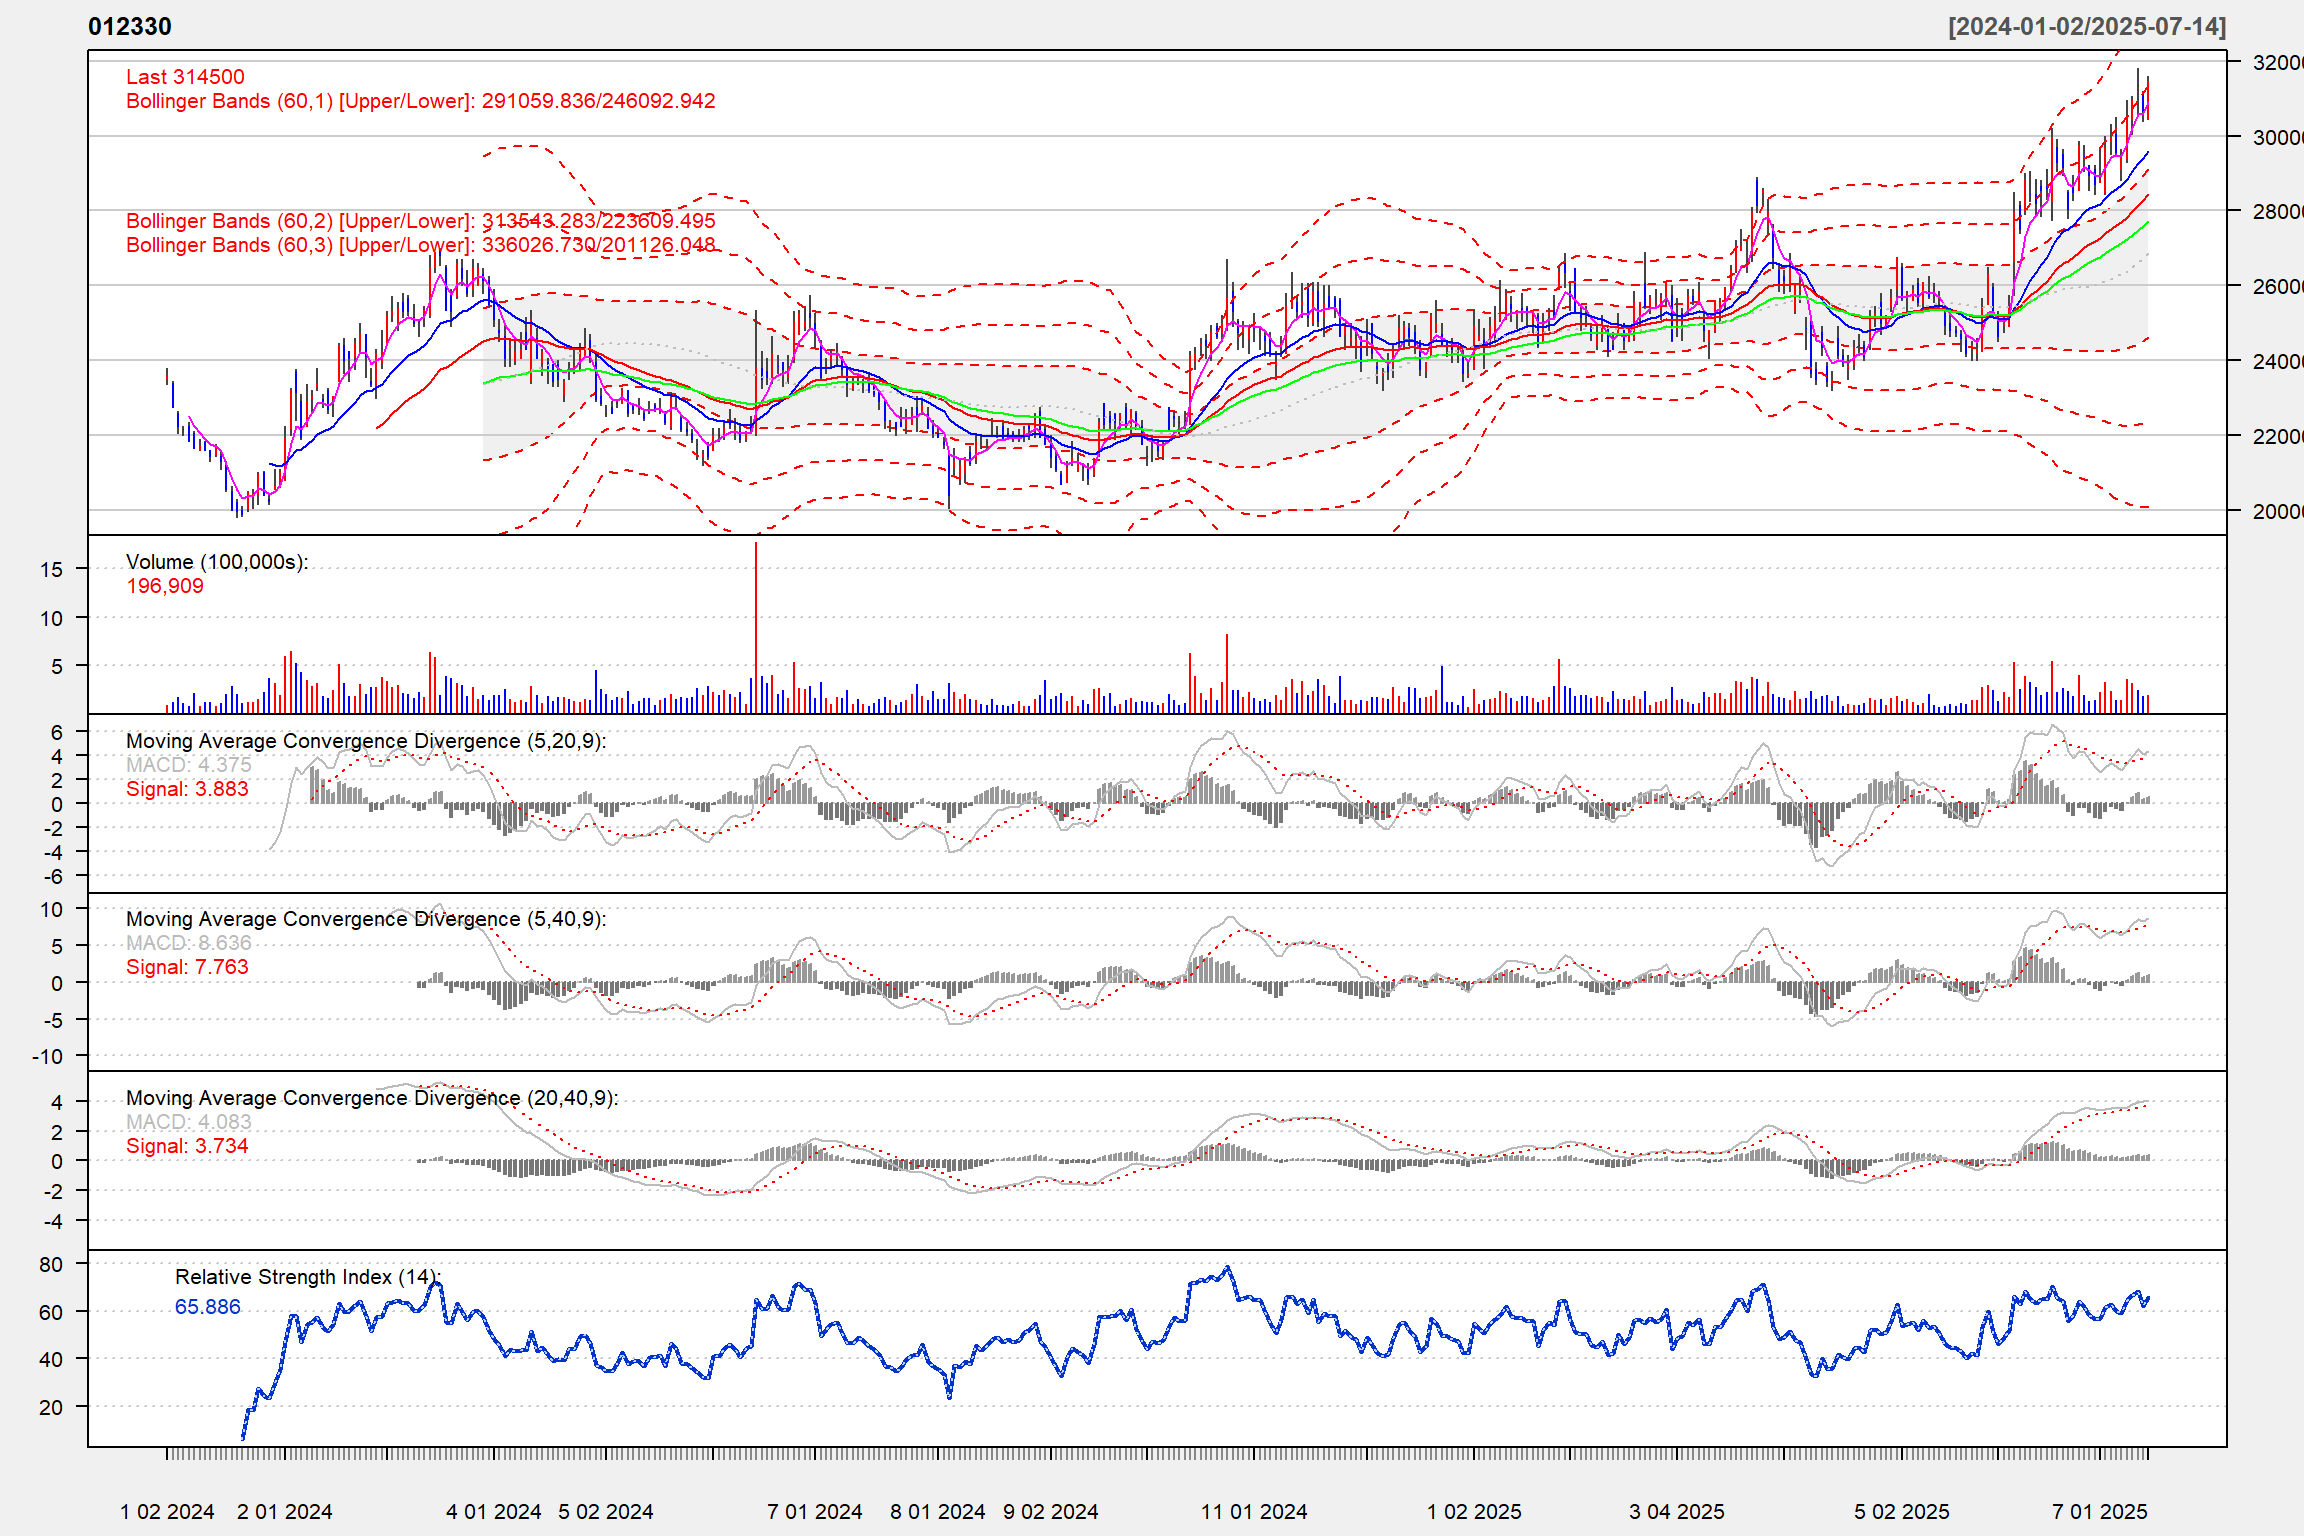 012330
[2024-01-02/2025-07-14]
Last 314500
Bollinger Bands (60,1) [Upper/Lower]: 291059.836/246092.942
Bollinger Bands (60,2) [Upper/Lower]: 313543.283/223609.495
Bollinger Bands (60,3) [Upper/Lower]: 336026.730/201126.048
32000
30000
28000
26000
24000
22000
20000
Volume (100,000s):
196,909
15
10
5
Moving Average Convergence Divergence (5,20,9):
MACD: 4.375
Signal: 3.883
6
4
2
0
-2
-4
-6
Moving Average Convergence Divergence (5,40,9):
MACD: 8.636
Signal: 7.763
10
5
0
-5
-10
Moving Average Convergence Divergence (20,40,9):
MACD: 4.083
Signal: 3.734
4
2
0
-2
-4
Relative Strength Index (14):
65.886
80
60
40
20
1 02 2024 2 01 2024 4 01 2024 5 02 2024 7 01 2024 8 01 2024 9 02 2024 11 01 2024 1 02 2025 3 04 2025 5 02 2025 7 01 2025